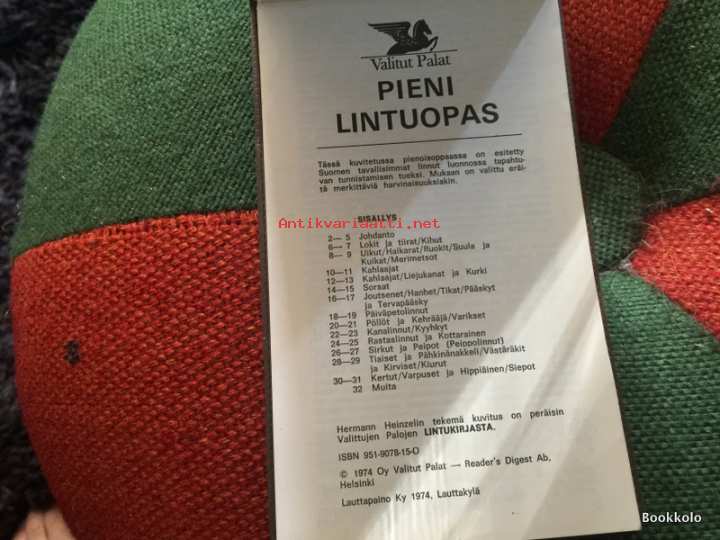 Valitut Palat
PIENI
LINTUOPAS
Tässä kuvitetussa pienoisoppaassa on esitetty
Suomen tavallisimmat linnut luonnossa tapahtu-
van tunnistamisen tueksi. Mukaan on valittu eräi-
tä merkittäviä harvinaisuuksiakin.
SISÄLLYS
Antikvariaatti.net
2— 5 Johdanto
6— 7 Lokit ja tiirat/Kihut
8— 9 Uikut/Haikarat/Ruokit/Suula ja
Kuikat/Merimetsot
10—11 Kahlaajat
12—13 Kahlaajat/Liejukanat ja Kurki
14—15 Sorsat
16—17 Joutsenet/Hanhet/Tikat/Pääskyt
ja Tervapääsky
18—19 Päiväpetolinnut
20—21 Pöllöt ja Kehrääjä/Varikset
22—23 Kanalinnut/Kyyhkyt
24—25 Rastaslinnut ja Kottarainen
26—27 Sirkut ja Peipot (Peippolinnut)
28—29 Tiaiset ja Pähkinänakkeli/Västäräkit
ja Kirviset/Kiurut
30—31 Kertut/Varpuset ja Hippiäinen/Siepot
32 Muita
Hermann Heinzelin tekemä kuvitus on peräisin
Valittujen Palojen LINTUKIRJASTA.
ISBN 951-9078-15-0
© 1974 Oy Valitut Palat — Reader's Digest Ab,
Helsinki
Lauttapaino Ky 1974, Lauttakylä
Bookkolo